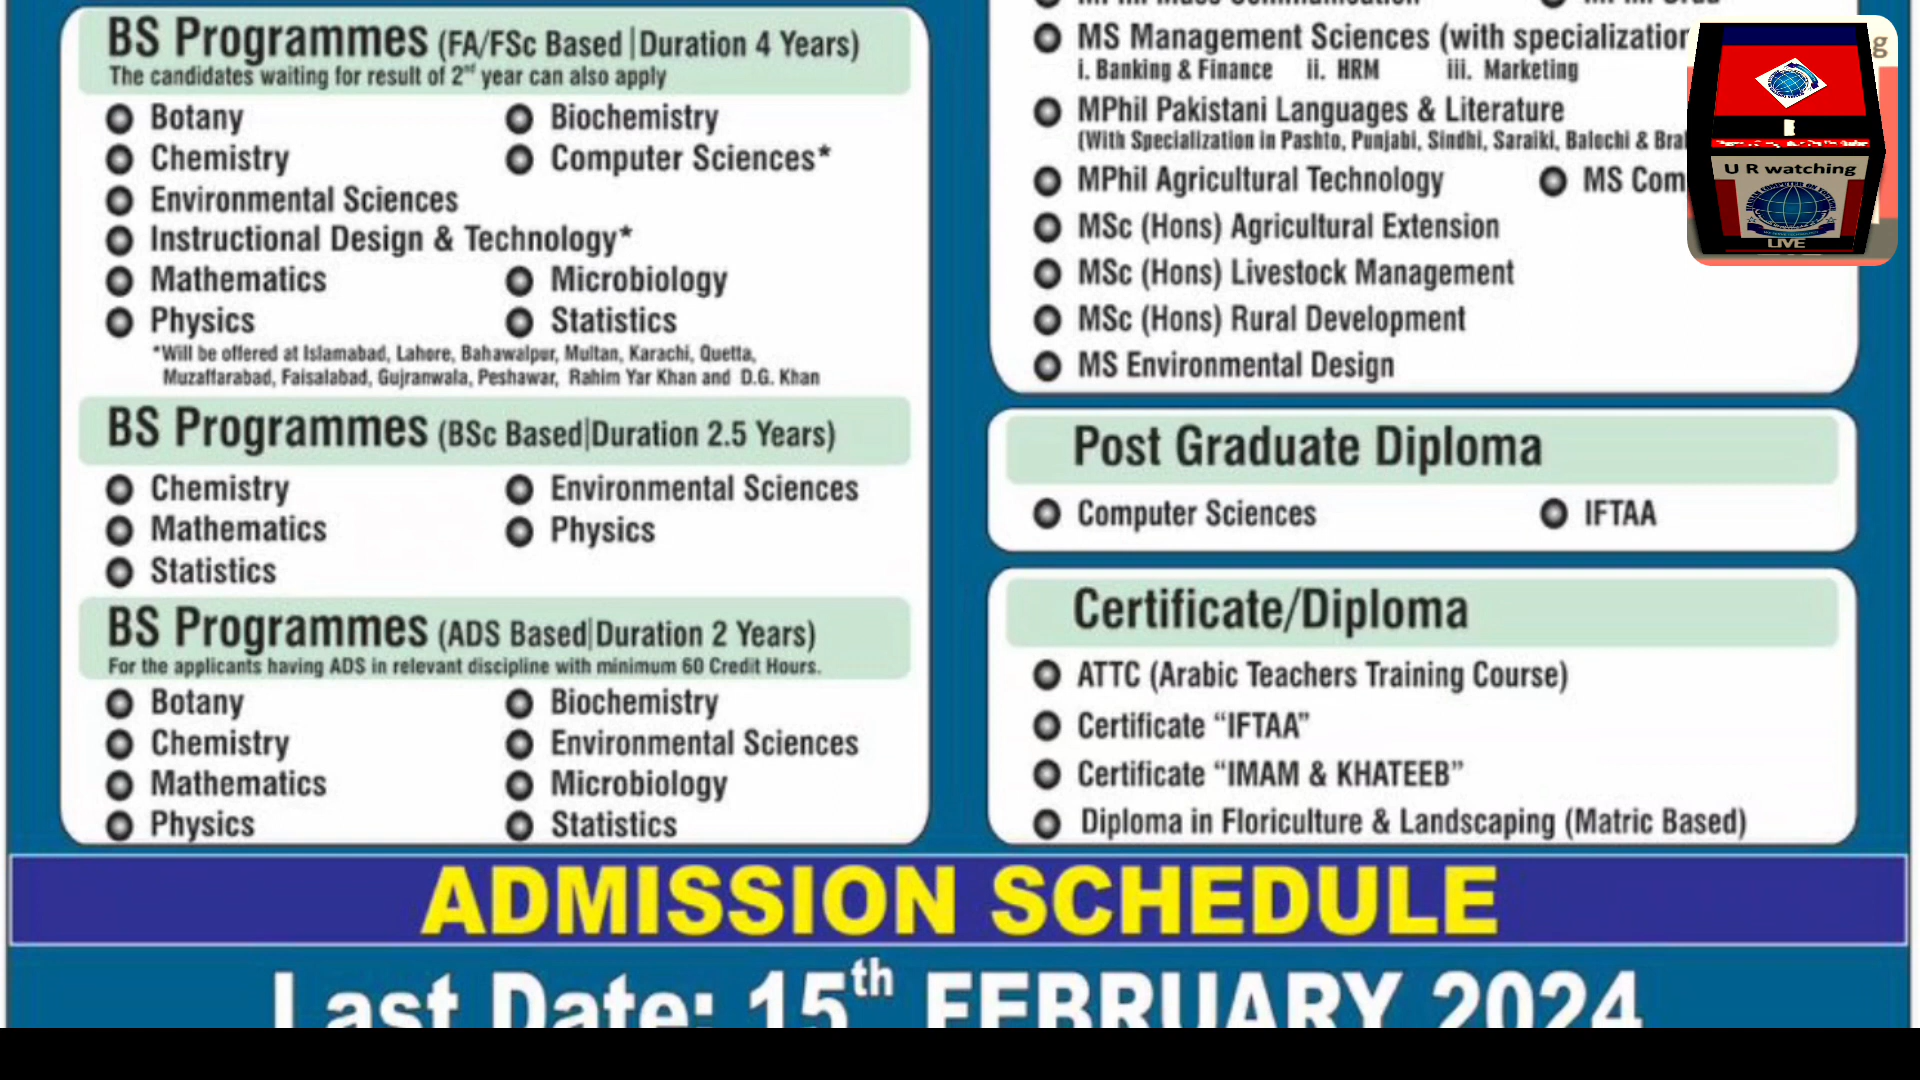 BS Programmes (FA/FSc Based |Duration 4 Years)
The candidates waiting for result of 2nd year can also apply
Botany
Biochemistry
Chemistry
Computer Sciences*
Environmental Sciences
Instructional Design & Technology*
Mathematics
Microbiology
Physics
Statistics
*Will be offered at Islamabad, Lahore, Bahawalpur, Multan, Karachi, Quetta,
Muzaffarabad, Faisalabad, Gujranwala, Peshawar, Rahim Yar Khan and D.G. Khan
BS Programmes (BSc Based|Duration 2.5 Years)
Chemistry
Environmental Sciences
Mathematics
Physics
Statistics
BS Programmes (ADS Based|Duration 2 Years)
For the applicants having ADS in relevant discipline with minimum 60 Credit Hours.
Botany
Biochemistry
Chemistry
Environmental Sciences
Mathematics
Microbiology
Physics
Statistics
MS Management Sciences (with specialization
i. Banking & Finance ii. HRM iii. Marketing
MPhil Pakistani Languages & Literature
(With Specialization in Pashto, Punjabi, Sindhi, Saraiki, Balochi &
MPhil Agricultural Technology
MS Com
MSc (Hons) Agricultural Extension
MSc (Hons) Livestock Management
MSc (Hons) Rural Development
MS Environmental Design
Post Graduate Diploma
Computer Sciences
IFTAA
Certificate/Diploma
ATTC (Arabic Teachers Training Course)
Certificate “IFTAA”
Certificate “IMAM & KHATEEB”
Diploma in Floriculture & Landscaping (Matric Based)
ADMISSION SCHEDULE
Last Date: 15th FEBRUARY 2024
U R watching
LIVE